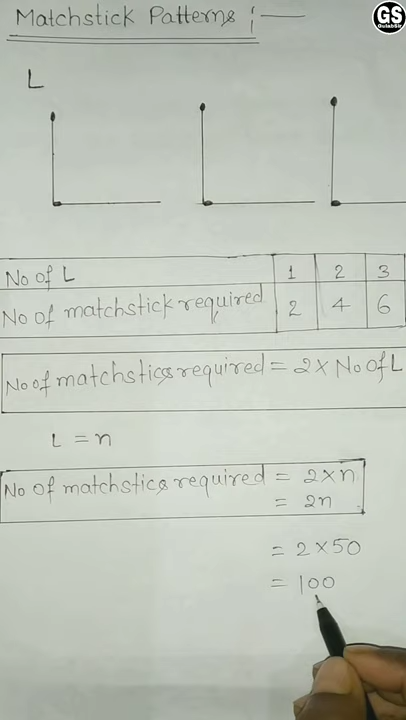 Matchstick Patterns :—
GS
GulabSir
L
No of L 1 2 3
No of matchstick required 2 4 6
No of matchstics required = 2 × No of L
L = n
No of matchstics required = 2 × n
= 2n
= 2 × 50
= 100